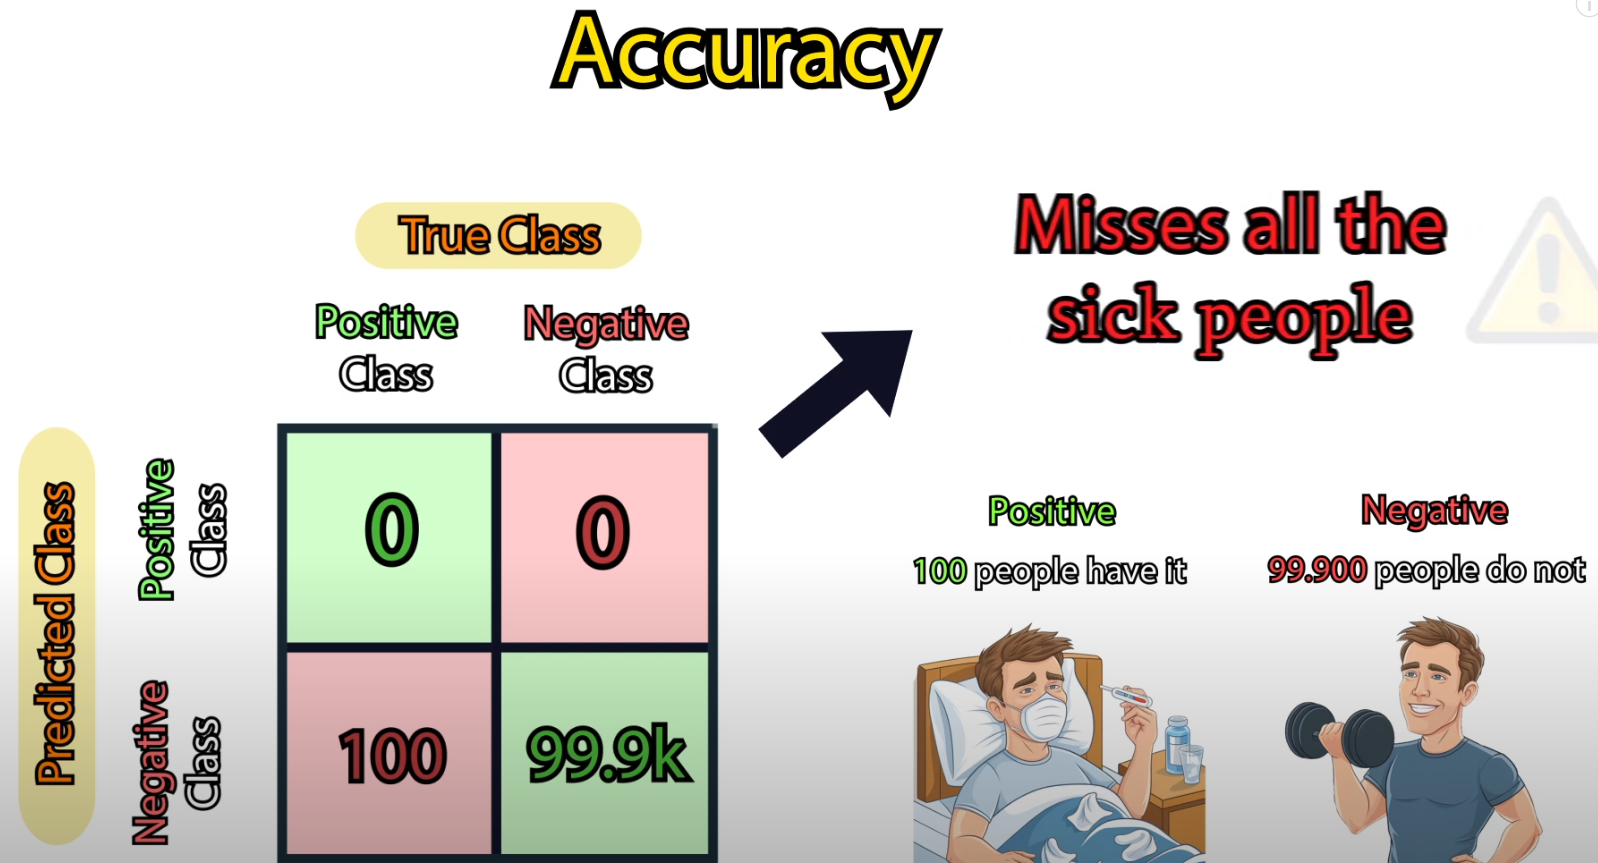 Accuracy
True Class
Positive
Class
Negative
Class
Misses all the
sick people
Predicted Class
Positive
Class
Negative
Class
0
0
100
99.9k
Positive
100 people have it
Negative
99.900 people do not